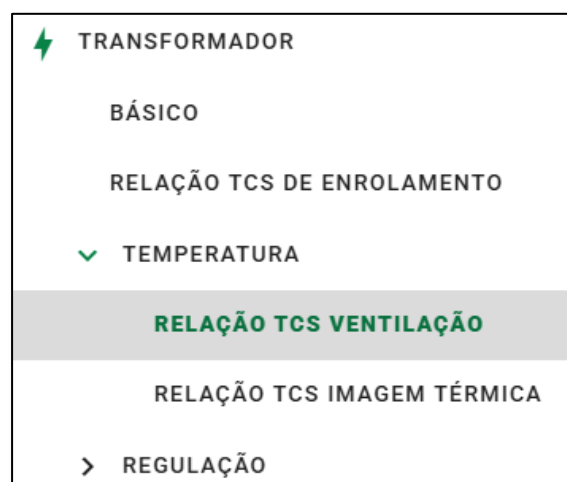 TRANSFORMADOR
BÁSICO
RELAÇÃO TCS DE ENROLAMENTO
TEMPERATURA
RELAÇÃO TCS VENTILAÇÃO
RELAÇÃO TCS IMAGEM TÉRMICA
REGULAÇÃO